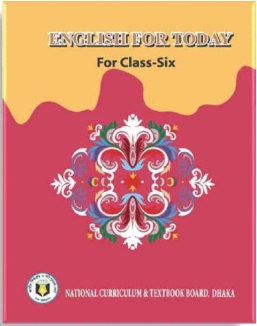 ENGLISH FOR TODAY
For Class-Six
NATIONAL CURRICULUM & TEXTBOOK BOARD, DHAKA